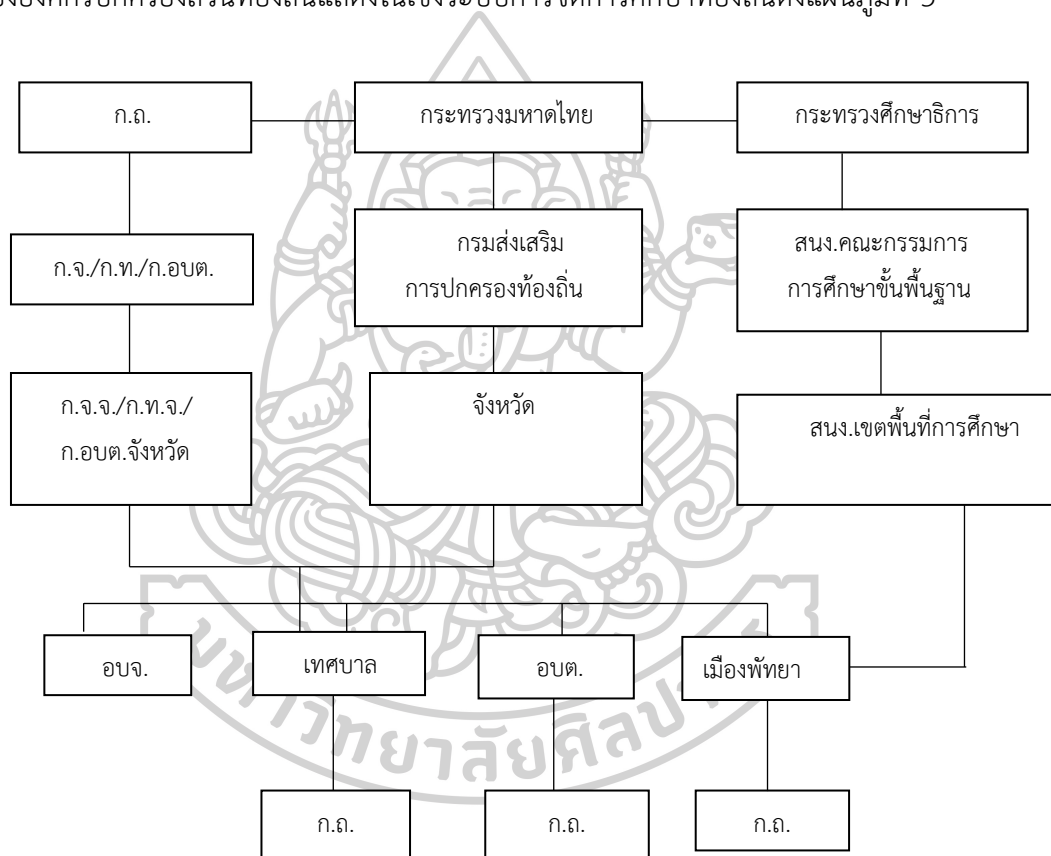 ก.ถ.
กระทรวงมหาดไทย
กระทรวงศึกษาธิการ
ก.จ./ก.ท./ก.อบต.
กรมส่งเสริม
การปกครองท้องถิ่น
สนง.คณะกรรมการ
การศึกษาขั้นพื้นฐาน
ก.จ.จ./ก.ท.จ./
ก.อบต.จังหวัด
จังหวัด
สนง.เขตพื้นที่การศึกษา
อบจ.
เทศบาล
อบต.
เมืองพัทยา
ก.ถ.
ก.ถ.
ก.ถ.